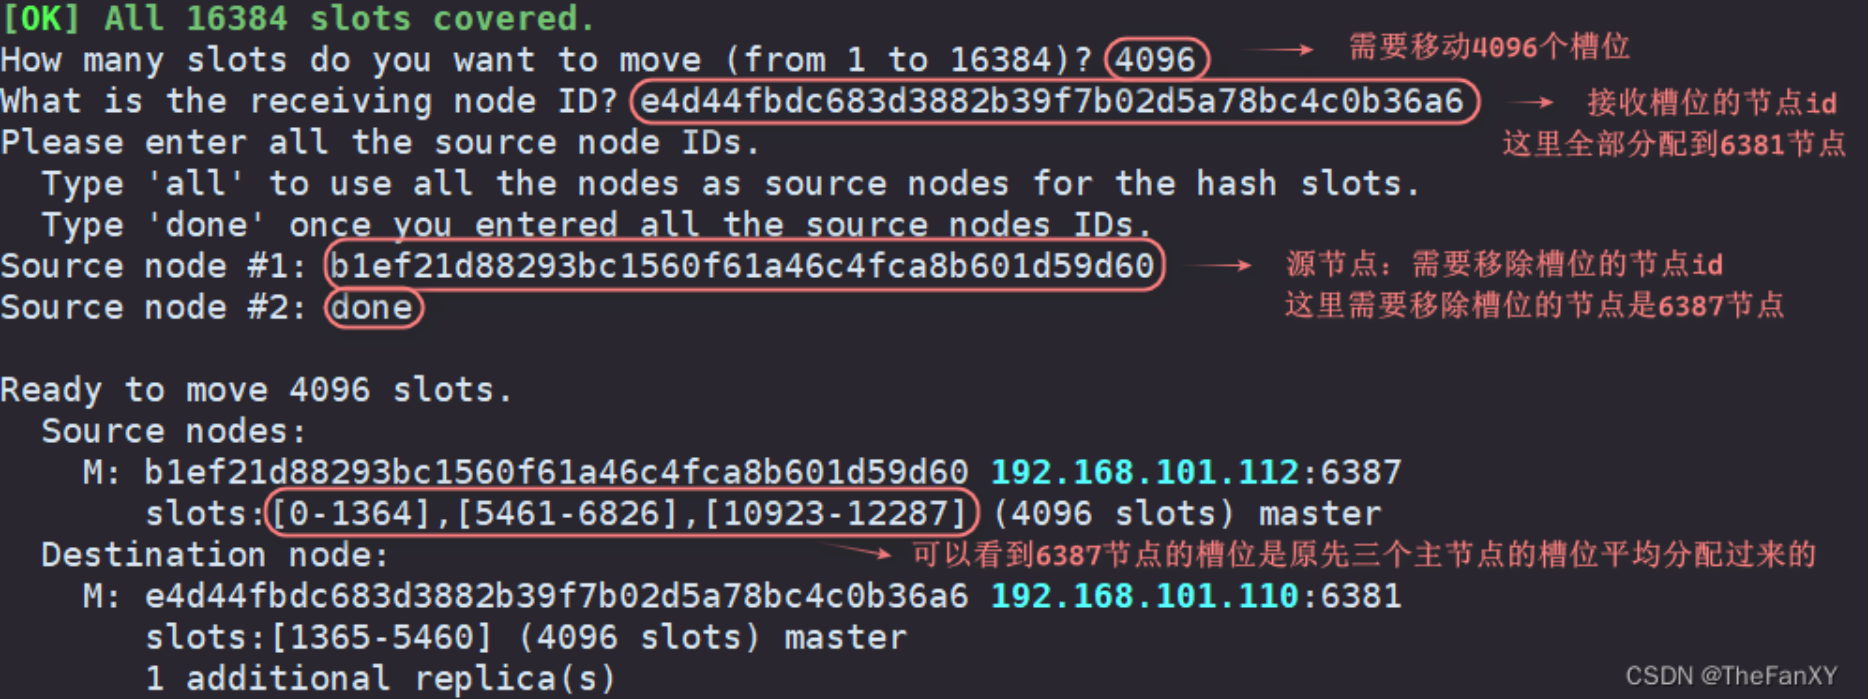 [OK] All 16384 slots covered.
How many slots do you want to move (from 1 to 16384)? 4096 需要移动4096个槽位
What is the receiving node ID? e4d44fbdc683d3882b39f7b02d5a78bc4c0b36a6 接收槽位的节点id
Please enter all the source node IDs. 这里全部分配到6381节点
Type 'all' to use all the nodes as source nodes for the hash slots.
Type 'done' once you entered all the source nodes IDs.
Source node #1: b1ef21d88293bc1560f61a46c4fca8b601d59d60 源节点：需要移除槽位的节点id
Source node #2: done 这里需要移除槽位的节点是6387节点
Ready to move 4096 slots.
Source nodes:
M: b1ef21d88293bc1560f61a46c4fca8b601d59d60 192.168.101.112:6387
slots:[0-1364],[5461-6826],[10923-12287] (4096 slots) master
Destination node: 可以看到6387节点的槽位是原先三个主节点的槽位平均分配过来的
M: e4d44fbdc683d3882b39f7b02d5a78bc4c0b36a6 192.168.101.110:6381
slots:[1365-5460] (4096 slots) master
1 additional replica(s)
CSDN @TheFanXY